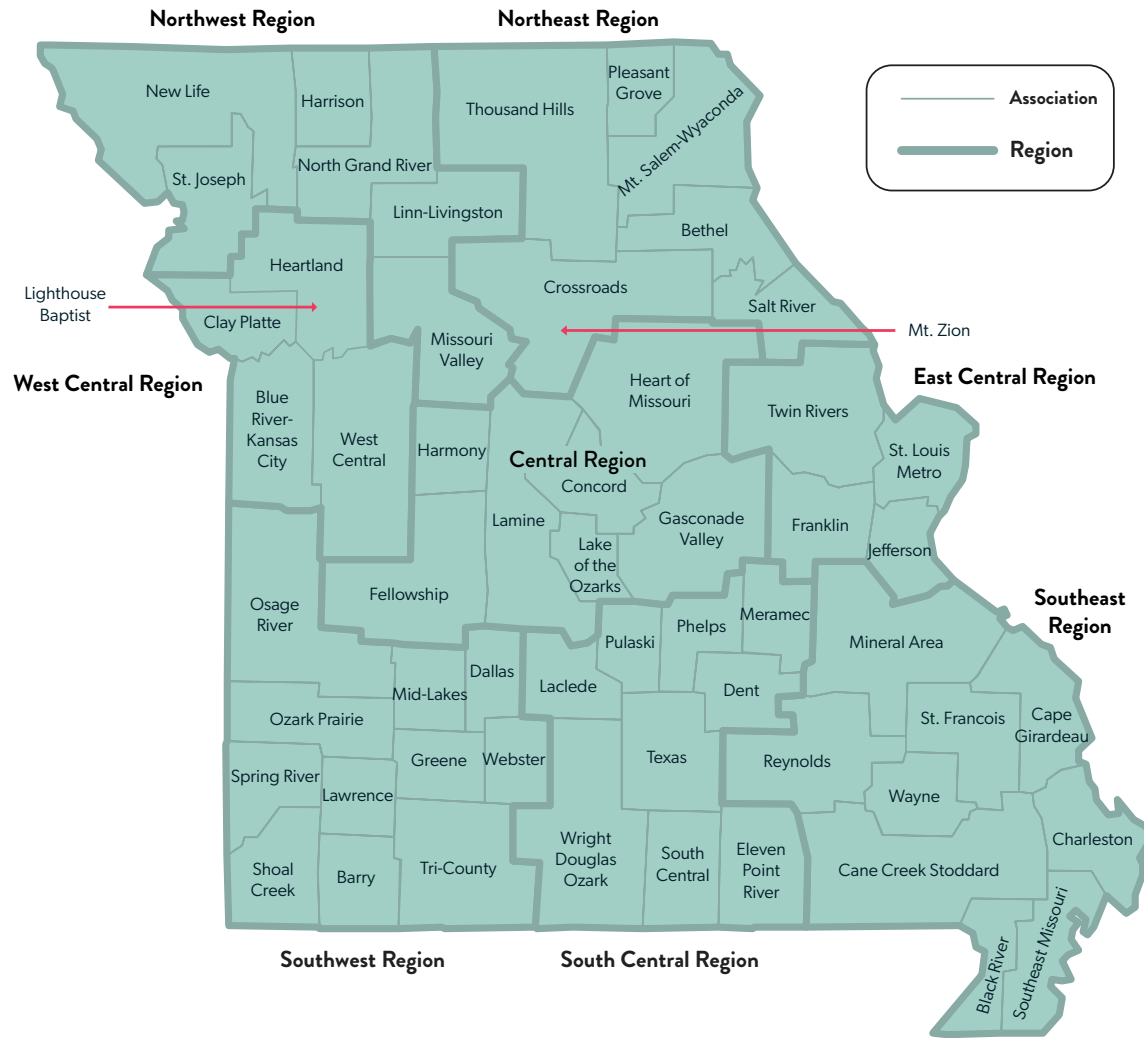 Northwest Region
Northeast Region
New Life
Harrison
Thousand Hills
Pleasant
Grove
Mt. Salem-Wyaconda
Association
Region
St. Joseph
North Grand River
Linn-Livingston
Bethel
Heartland
Crossroads
Lighthouse
Baptist
Clay Platte
Salt River
Mt. Zion
Missouri
Valley
West Central Region
East Central Region
Heart of
Missouri
Blue
River-
Kansas
City
West
Central
Twin Rivers
Harmony
Central Region
St. Louis
Metro
Concord
Lamine
Gasconade
Valley
Franklin
Lake
of the
Ozarks
Jefferson
Fellowship
Osage
River
Southeast
Region
Meramec
Phelps
Pulaski
Mineral Area
Dallas
Mid-Lakes
Laclede
Dent
Ozark Prairie
St. Francois
Cape
Girardeau
Texas
Greene
Webster
Reynolds
Spring River
Lawrence
Wayne
Charleston
Wright
Douglas
Ozark
South
Central
Eleven
Point
River
Shoal
Creek
Barry
Tri-County
Cane Creek Stoddard
Southwest Region
South Central Region
Black River
Southeast Missouri